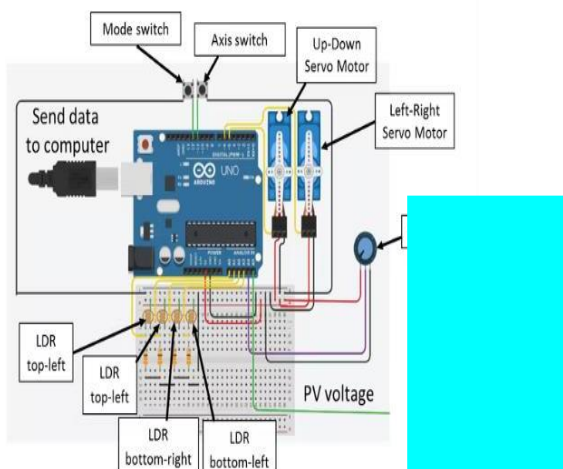 Mode switch
Axis switch
Up-Down
Servo Motor
Left-Right
Servo Motor
Send data
to computer
ARDUINO
UNO
LDR
top-left
LDR
top-left
LDR
bottom-right
LDR
bottom-left
PV voltage